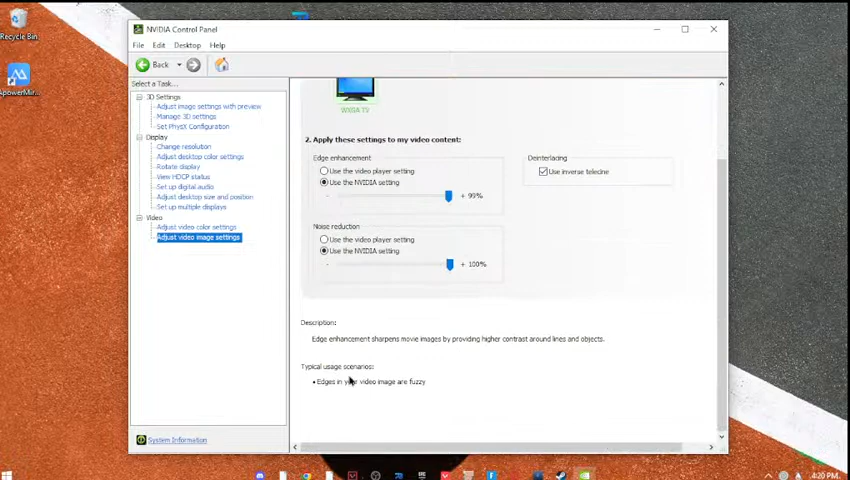 Recycle Bin
ApowerMir...
NVIDIA Control Panel
File Edit Desktop Help
Back
Select a Task...
3D Settings
Adjust image settings with preview
Manage 3D settings
Set PhysX Configuration
Display
Change resolution
Adjust desktop color settings
Rotate display
View HDCP status
Set up digital audio
Adjust desktop size and position
Set up multiple displays
Video
Adjust video color settings
Adjust video image settings
System Information
WXGA TV
2. Apply these settings to my video content:
Edge enhancement
Use the video player setting
Use the NVIDIA setting
- + 99%
Deinterlacing
Use inverse telecine
Noise reduction
Use the video player setting
Use the NVIDIA setting
- + 100%
Description:
Edge enhancement sharpens movie images by providing higher contrast around lines and objects.
Typical usage scenarios:
• Edges in your video image are fuzzy
4:20 PM